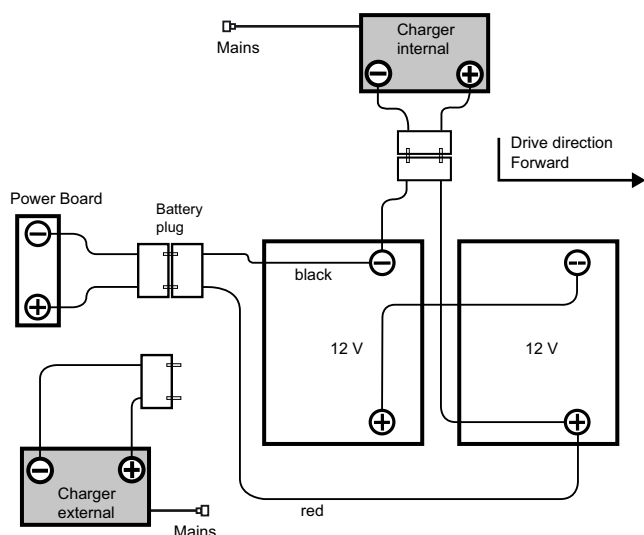 Charger
internal
Mains
Drive direction
Forward
Power Board
Battery
plug
black
12 V
12 V
Charger
external
Mains
red